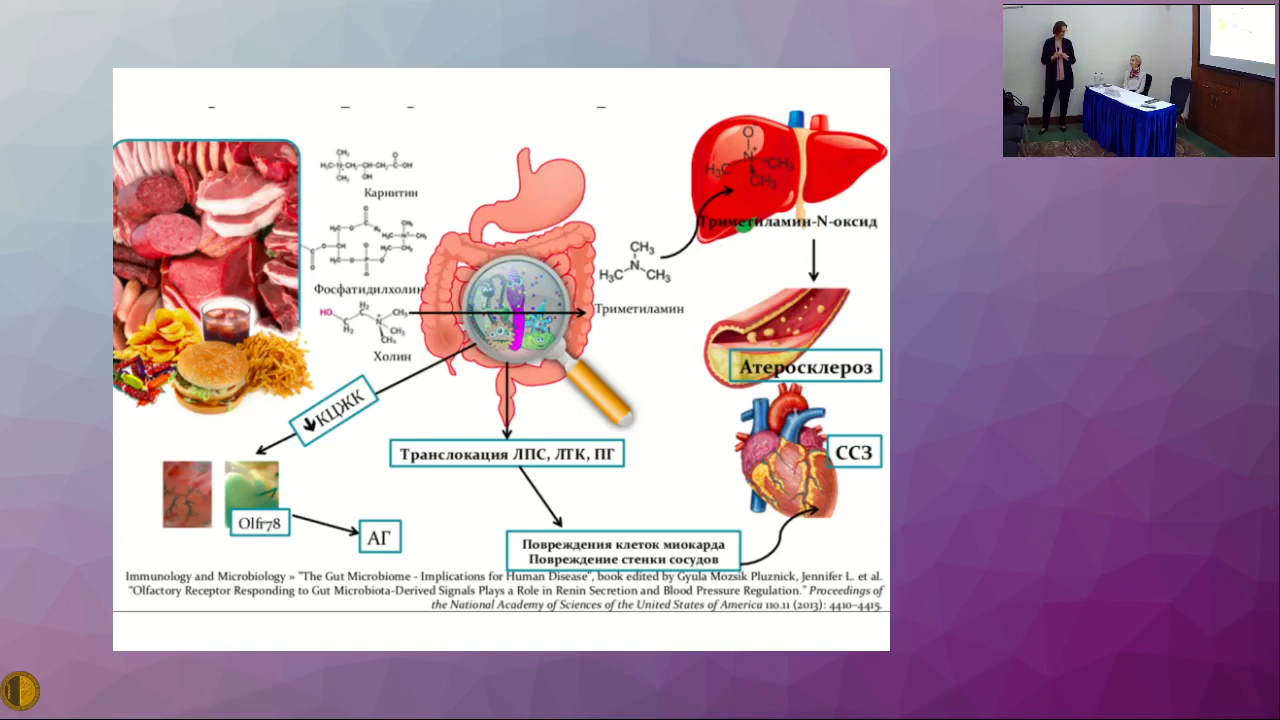 Карнитин
Фосфатидилхолин
Холин
Триметиламин
Триметиламин-N-оксид
Атеросклероз
ССЗ
↓КЦЖК
Транслокация ЛПС, ЛТК, ПГ
Olfr78
АГ
Повреждения клеток миокарда
Повреждение стенки сосудов
Immunology and Microbiology » "The Gut Microbiome - Implications for Human Disease", book edited by Gyula Mozsik Pluznick, Jennifer L. et al.
"Olfactory Receptor Responding to Gut Microbiota-Derived Signals Plays a Role in Renin Secretion and Blood Pressure Regulation." Proceedings of
the National Academy of Sciences of the United States of America 110.11 (2013): 4410–4415.